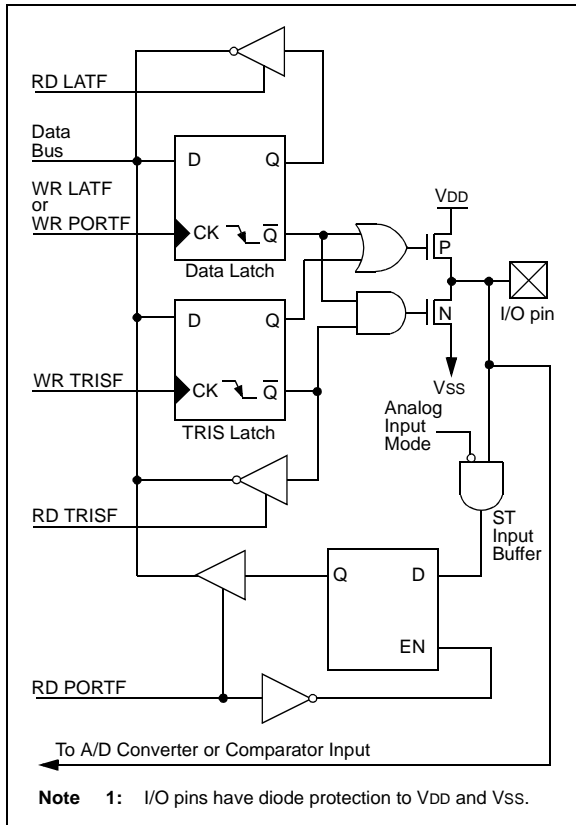 RD LATF
Data
Bus
D Q
WR LATF
or
WR PORTF
CK Q
Data Latch
VDD
P
N
I/O pin
VSS
D Q
WR TRISF
CK Q
TRIS Latch
Analog
Input
Mode
RD TRISF
ST
Input
Buffer
Q D
EN
RD PORTF
To A/D Converter or Comparator Input
Note 1: I/O pins have diode protection to VDD and VSS.